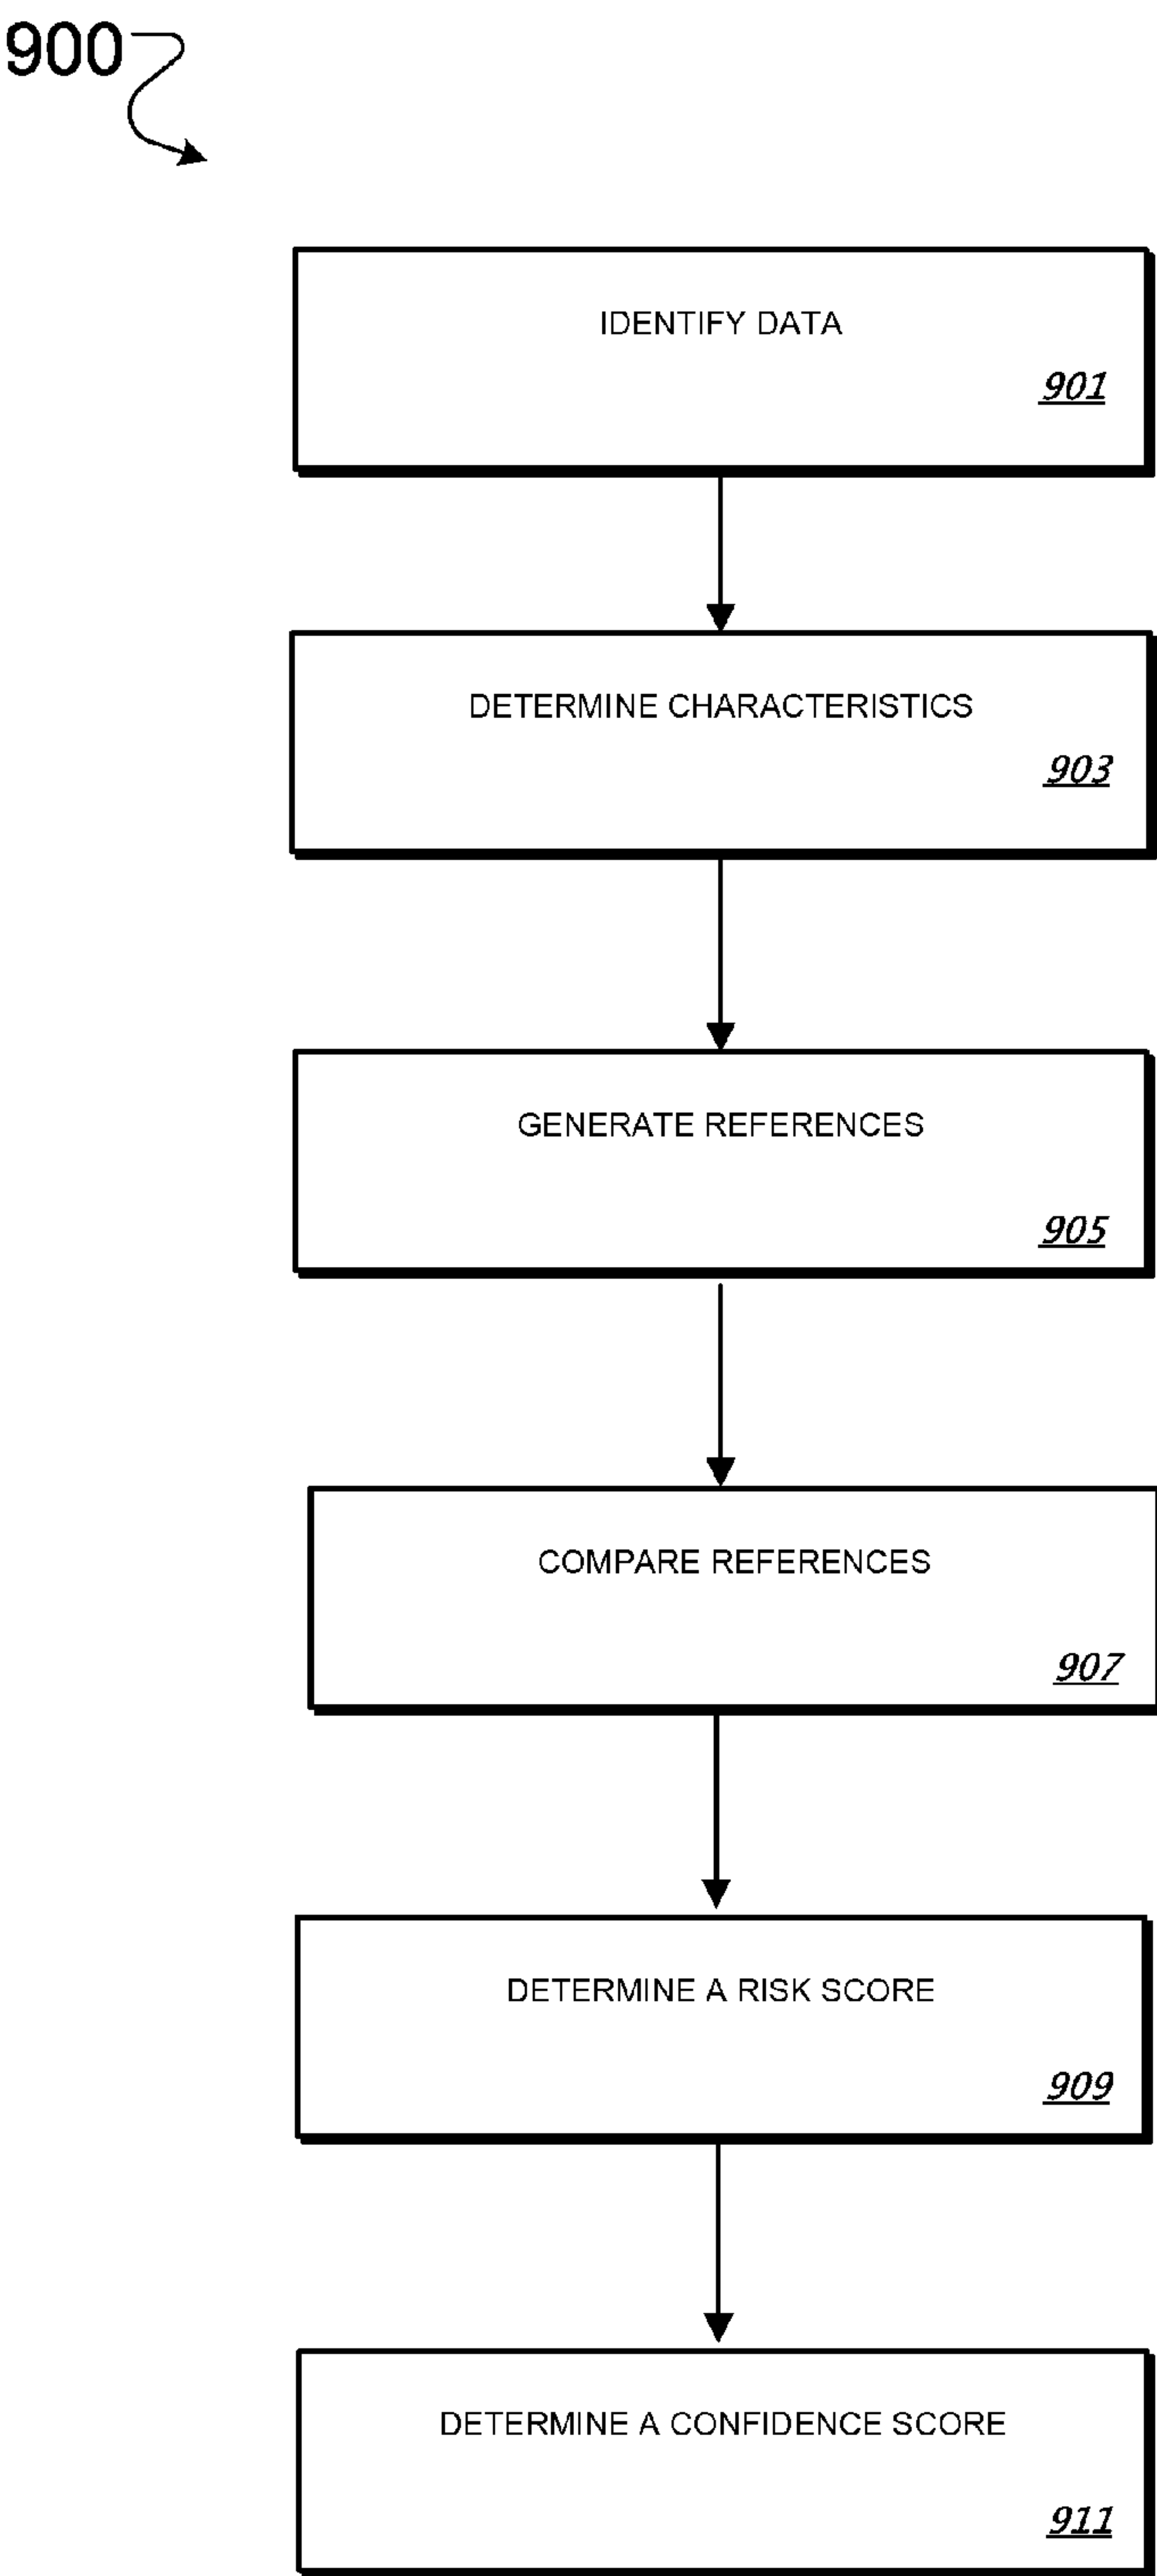 900
IDENTIFY DATA
901
DETERMINE CHARACTERISTICS
903
GENERATE REFERENCES
905
COMPARE REFERENCES
907
DETERMINE A RISK SCORE
909
DETERMINE A CONFIDENCE SCORE
911